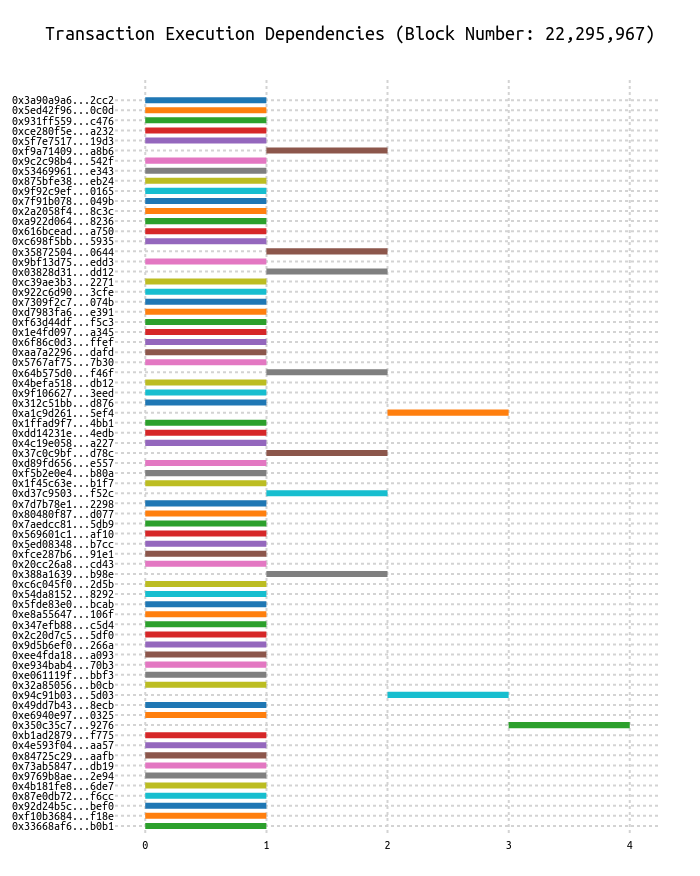 Transaction Execution Dependencies (Block Number: 22,295,967)
0x3a90a9a6...2cc2
0x5ed42f96...0c0d
0x931ff559...c476
0xce280f5e...a232
0x5f7e7517...19d3
0xf9a71409...a8b6
0x9c2c98b4...542f
0x53469961...e343
0x875bfe38...eb24
0x9f92c9ef...0165
0x7f91b078...049b
0x2a2058f4...8c3c
0xa922d064...8236
0x616bcead...a750
0xc698f5bb...5935
0x35872504...0644
0x9bf13d75...edd3
0x03828d31...dd12
0xc39ae3b3...2271
0x922c6d90...3cfe
0x7309f2c7...074b
0xd7983fa6...e391
0xf63d44df...f5c3
0x1e4fd097...a345
0x6f86c0d3...ffef
0xaa7a2296...dafd
0x5767af75...7b30
0x64b575d0...f46f
0x4befa518...db12
0x9f106627...3eed
0x312c51bb...d876
0xa1c9d261...5ef4
0x1ffad9f7...4bb1
0xdd14231e...4edb
0x4c19e058...a227
0x37c0c9bf...d78c
0xd89fd656...e557
0xf5b2e0e4...b80a
0x1f45c63e...b1f7
0xd37c9503...f52c
0x7d7b78e1...2298
0x80480f87...d077
0x7aedcc81...5db9
0x569601c1...af10
0x5ed08348...b7cc
0xfce287b6...91e1
0x20cc26a8...cd43
0x388a1639...b98e
0xc6c045f0...2d5b
0x54da8152...8292
0x5fde83e0...bcab
0xe8a55647...106f
0x347efb88...c5d4
0x2c20d7c5...5df0
0x9d5b6ef0...266a
0xee4fda18...a093
0xe934bab4...70b3
0xe061119f...bbf3
0x32a85056...b0cb
0x94c91b03...5d03
0x49dd7b43...8ecb
0xe6940e97...0325
0x350c35c7...9276
0xb1ad2879...f775
0x4e593f04...aa57
0x84725c29...aafb
0x73ab5847...db19
0x9769b8ae...2e94
0x4b181fe8...6de7
0x87e0db72...f6cc
0x92d24b5c...bef0
0xf10b3684...f18e
0x33668af6...b0b1
0 1 2 3 4